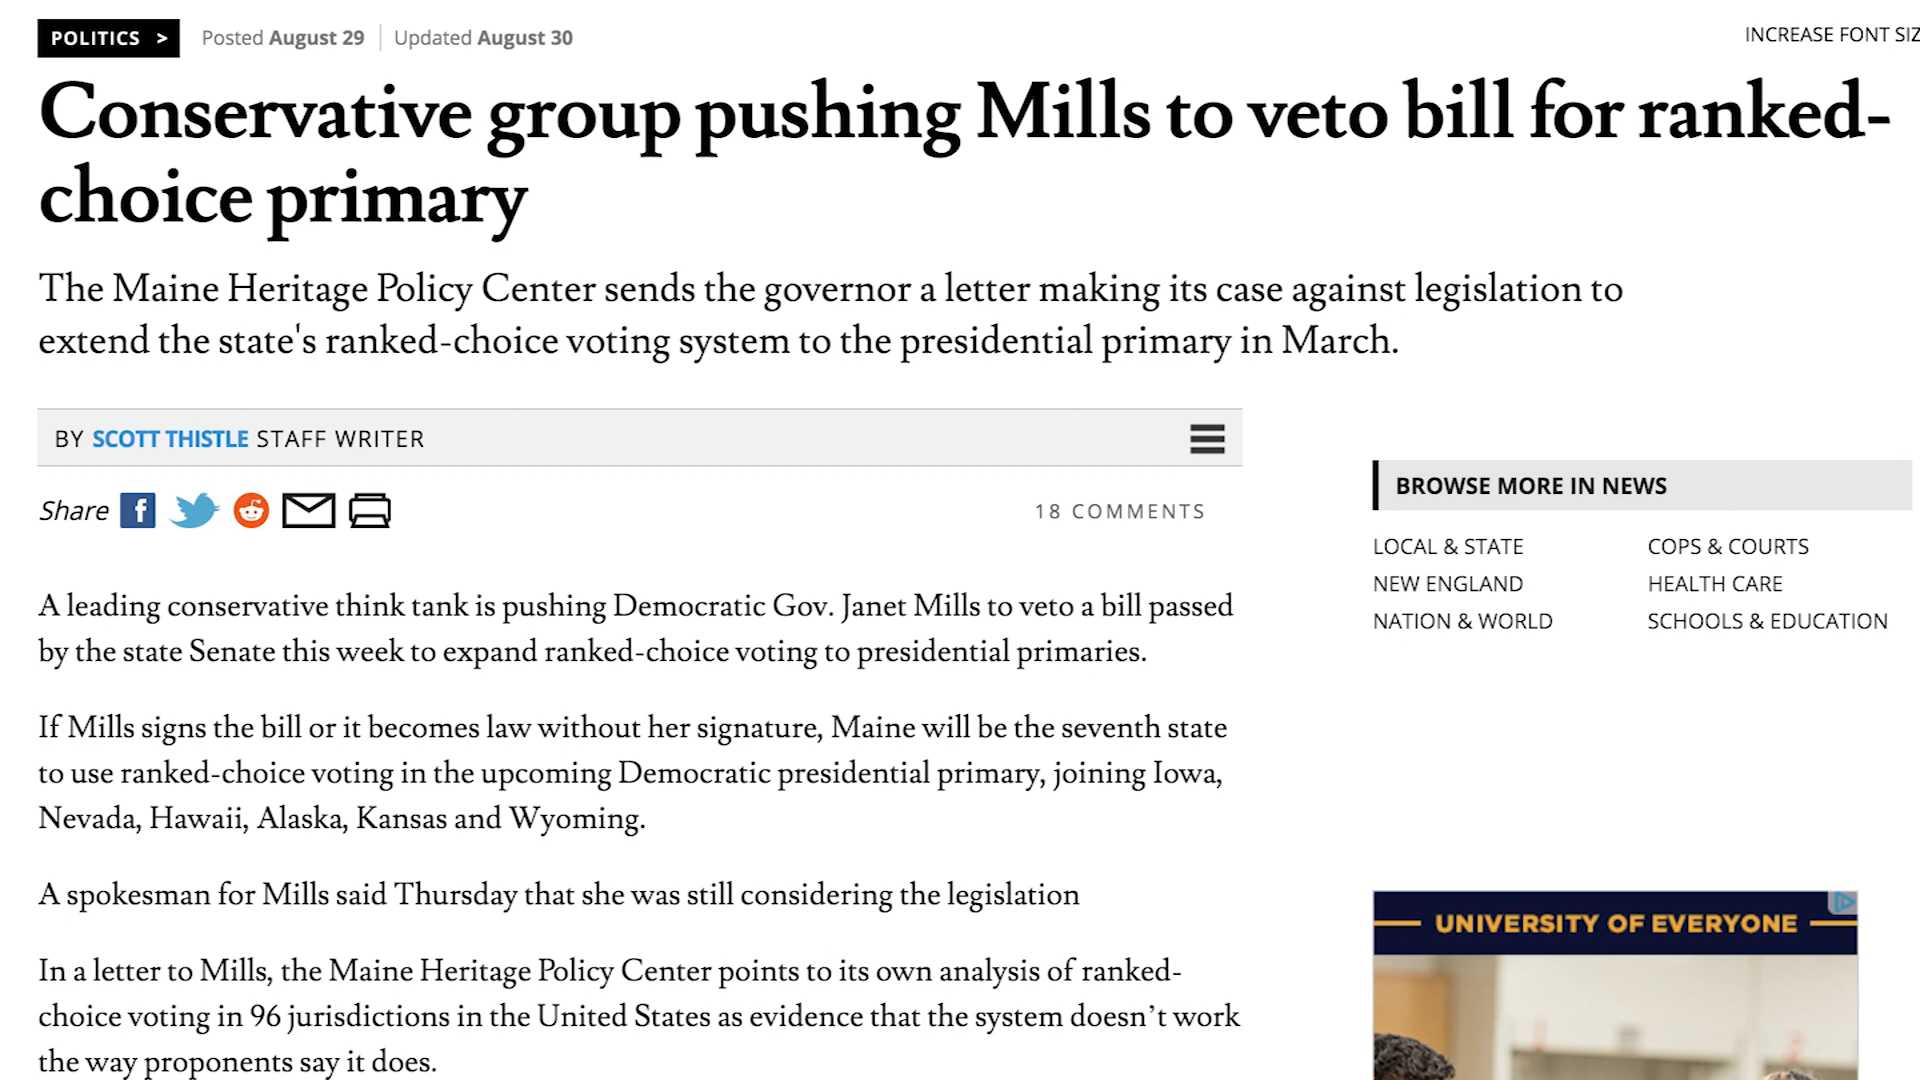 POLITICS >
Posted August 29 | Updated August 30
INCREASE FONT SIZ
Conservative group pushing Mills to veto bill for ranked-
choice primary
The Maine Heritage Policy Center sends the governor a letter making its case against legislation to
extend the state's ranked-choice voting system to the presidential primary in March.
BY SCOTT THISTLE STAFF WRITER
Share
18 COMMENTS
A leading conservative think tank is pushing Democratic Gov. Janet Mills to veto a bill passed
by the state Senate this week to expand ranked-choice voting to presidential primaries.
If Mills signs the bill or it becomes law without her signature, Maine will be the seventh state
to use ranked-choice voting in the upcoming Democratic presidential primary, joining Iowa,
Nevada, Hawaii, Alaska, Kansas and Wyoming.
A spokesman for Mills said Thursday that she was still considering the legislation
In a letter to Mills, the Maine Heritage Policy Center points to its own analysis of ranked-
choice voting in 96 jurisdictions in the United States as evidence that the system doesn’t work
the way proponents say it does.
BROWSE MORE IN NEWS
LOCAL & STATE
COPS & COURTS
NEW ENGLAND
HEALTH CARE
NATION & WORLD
SCHOOLS & EDUCATION
UNIVERSITY OF EVERYONE